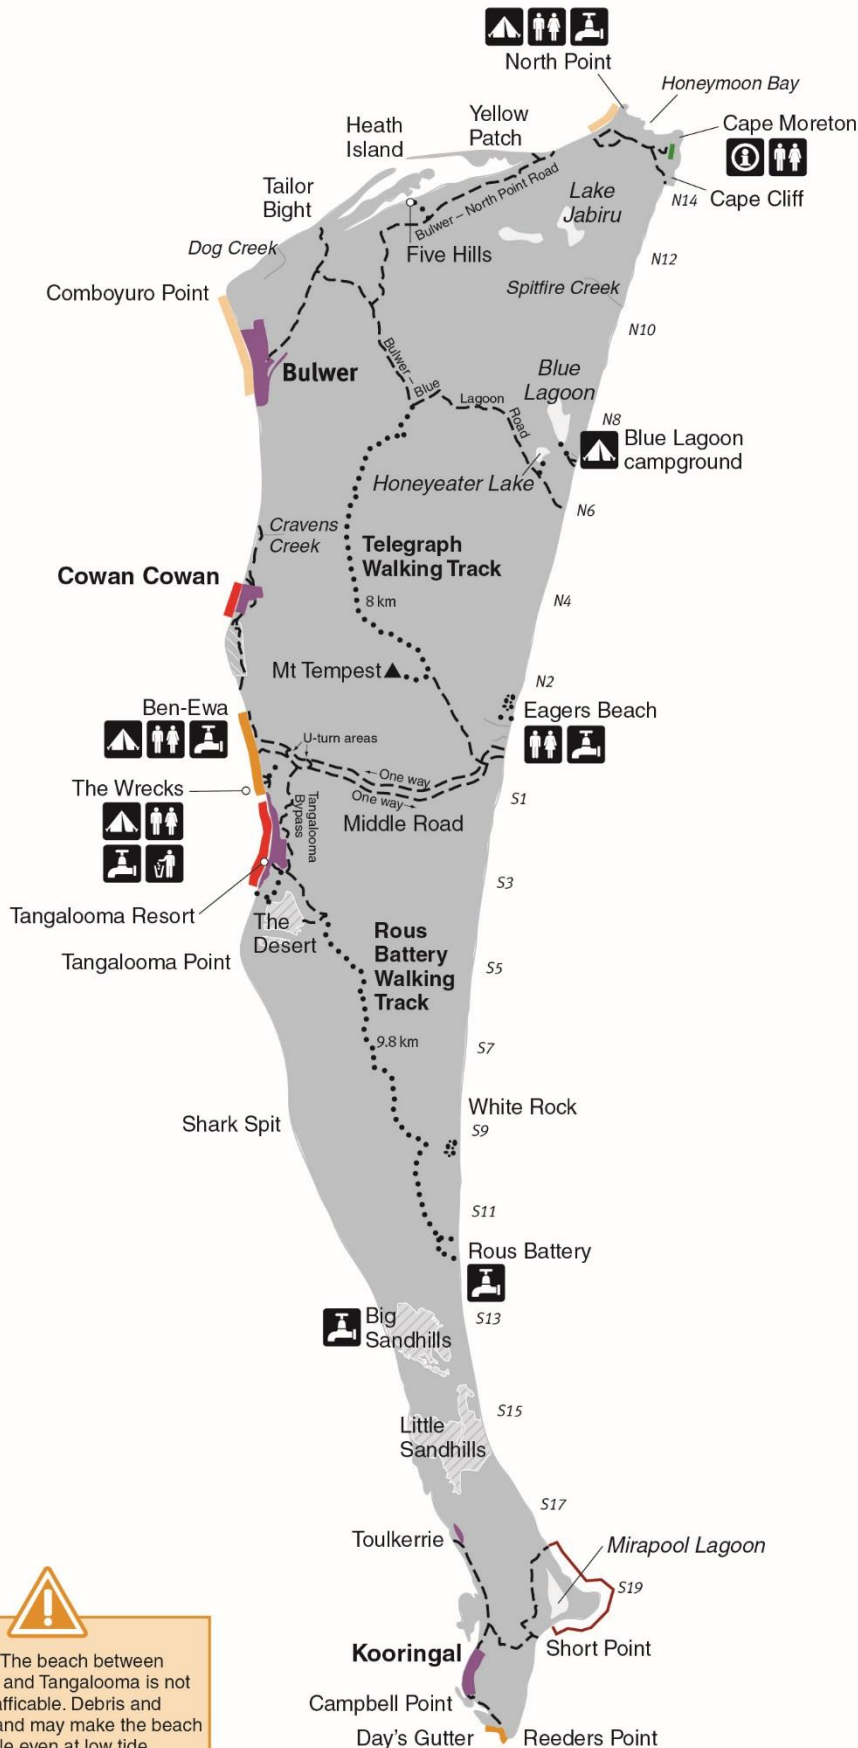 North Point
Honeymoon Bay
Yellow
Patch
Heath
Island
Cape Moreton
Tailor
Bight
Bulwer – North Point Road
Lake
Jabiru
N14
Cape Cliff
Dog Creek
Five Hills
N12
Comboyuro Point
Spitfire Creek
N10
Bulwer
Bulwer –
Blue
Lagoon
Road
Blue
Lagoon
N8
Blue Lagoon
campground
Honeyeater Lake
N6
Cravens
Creek
Telegraph
Walking Track
Cowan Cowan
8 km
N4
Mt Tempest
N2
Ben-Ewa
Eagers Beach
U-turn areas
One way
One way
The Wrecks
Tangalooma
Bypass
Middle Road
S1
S3
Tangalooma Resort
The
Desert
Rous
Battery
Walking
Track
Tangalooma Point
S5
9.8 km
S7
White Rock
Shark Spit
S9
S11
Rous Battery
Big
Sandhills
S13
Little
Sandhills
S15
S17
Toulkerrie
Mirapool Lagoon
S19
Short Point
Kooringal
Campbell Point
Day's Gutter
Reeders Point
The beach between
and Tangalooma is not
and may make the beach
even at low tide